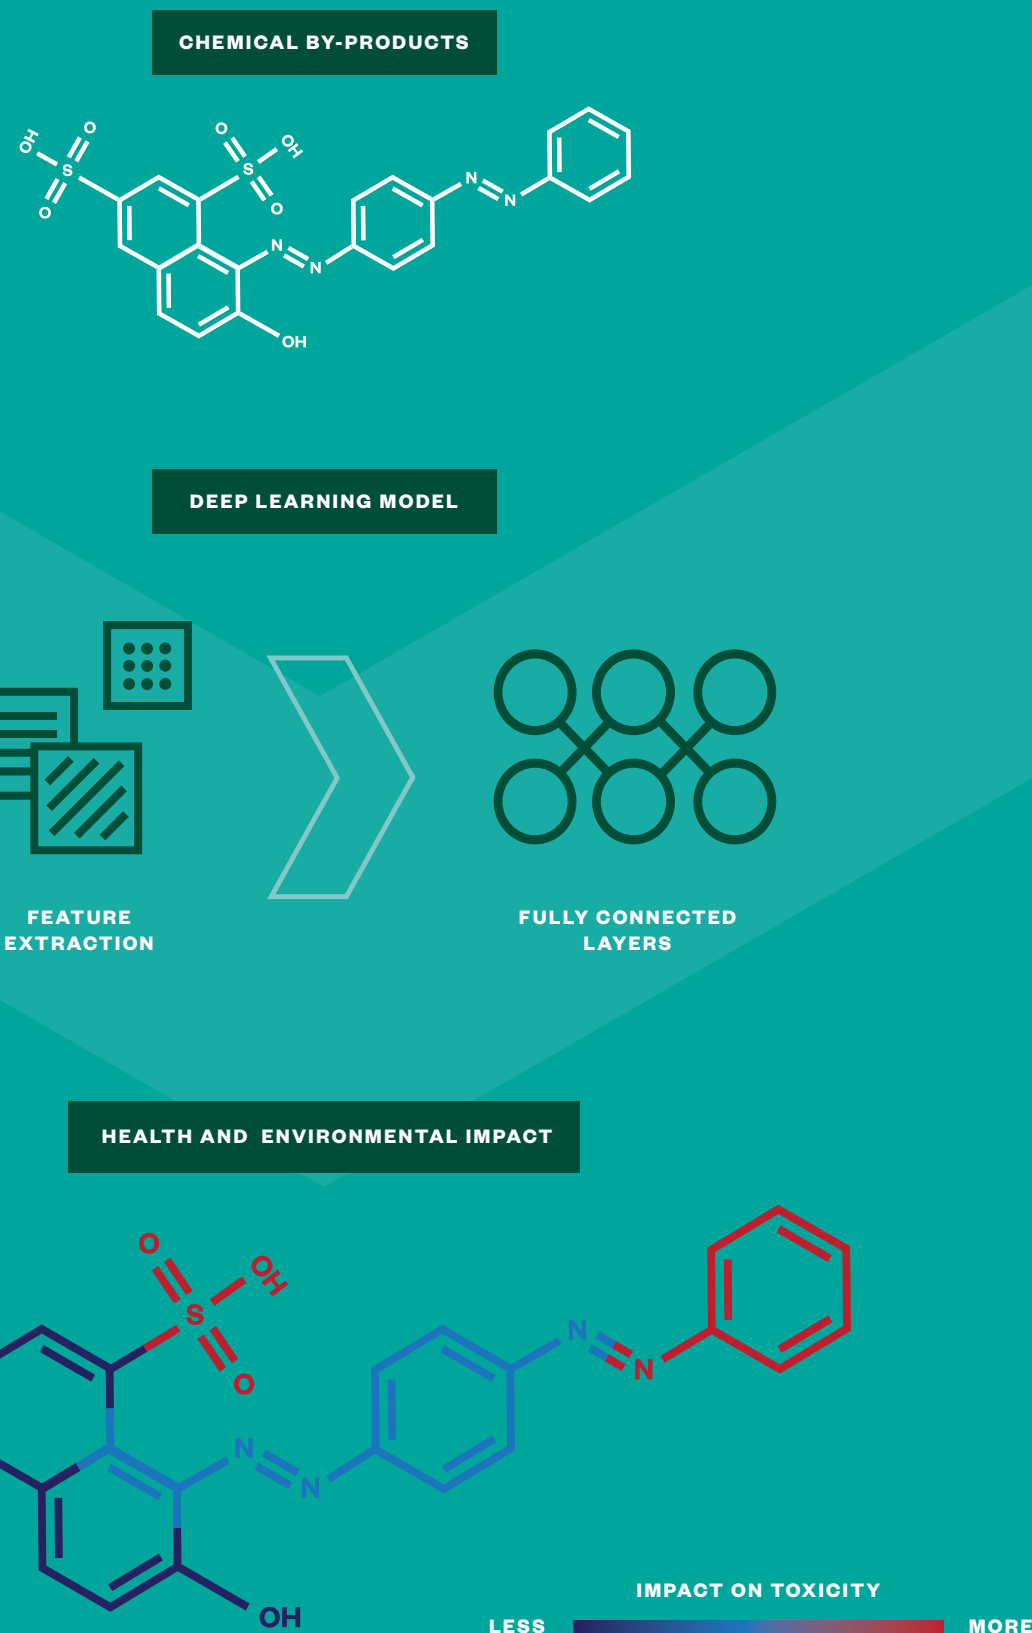 CHEMICAL BY-PRODUCTS
OH
O
S
O
O
OH
S
O
N
N
N
N
OH
DEEP LEARNING MODEL
FEATURE
EXTRACTION
FULLY CONNECTED
LAYERS
HEALTH AND ENVIRONMENTAL IMPACT
O
OH
S
O
N
N
N
N
OH
IMPACT ON TOXICITY
LESS
MORE